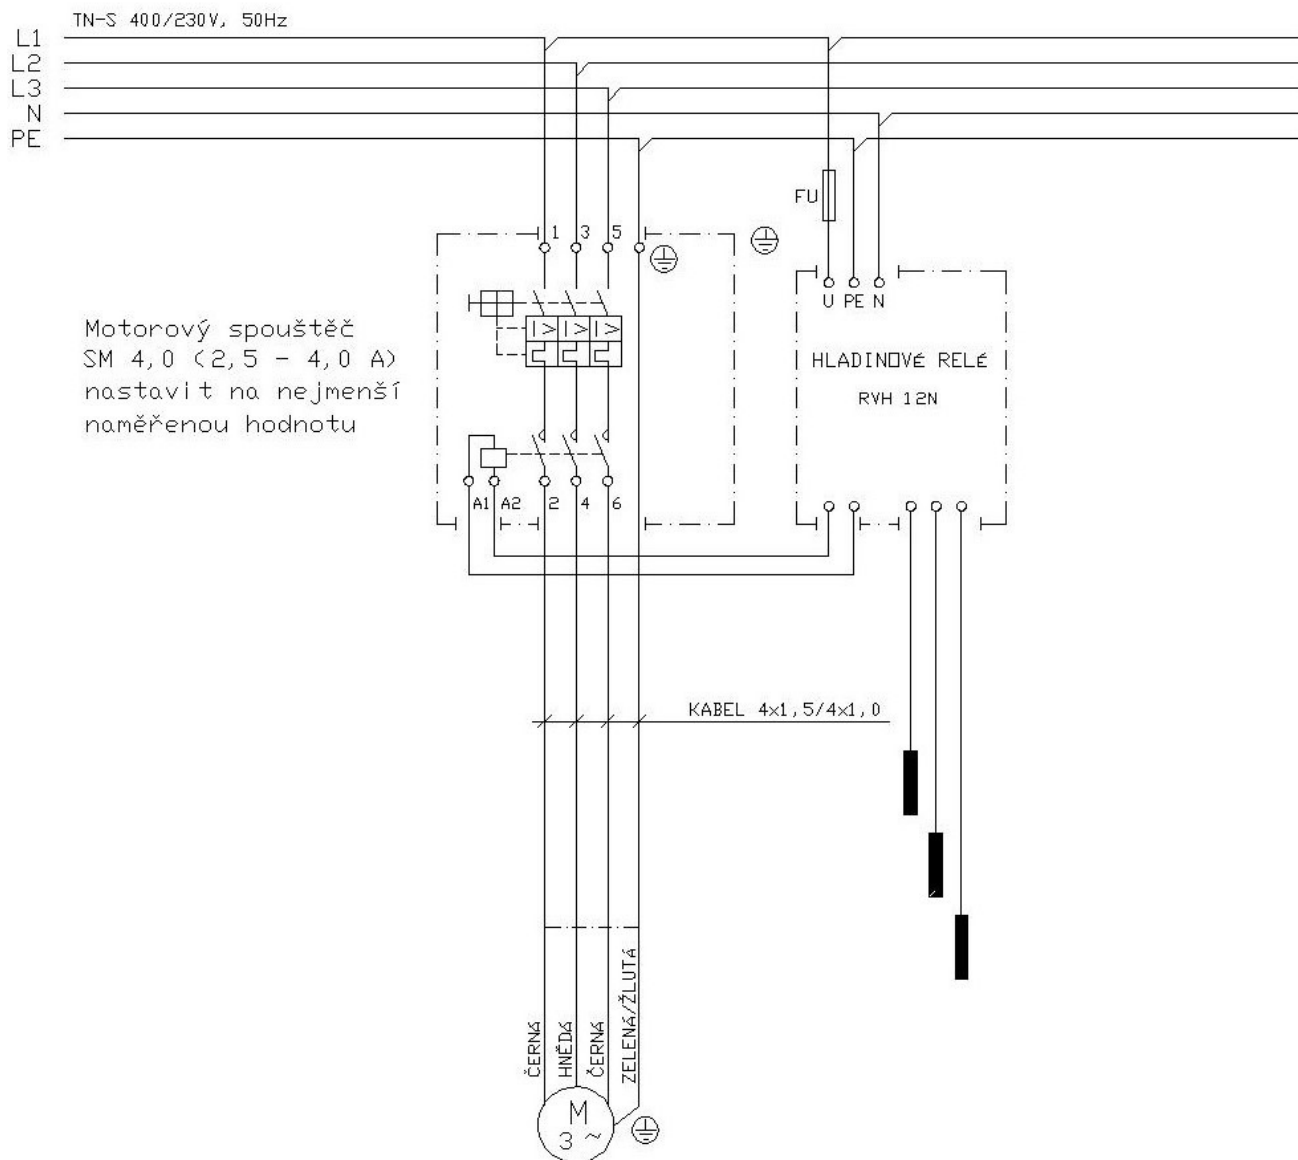 TN-S 400/230V, 50Hz
L1
L2
L3
N
PE
FU
1 3 5
U PE N
Motorový spouštěč
SM 4,0 (2,5 - 4,0 A)
nastavit na nejmenší
naměřenou hodnotu
I> I> I>
HLADINOVÉ RELÉ
RVH 12N
A1 A2 2 4 6
KABEL 4x1,5/4x1,0
ČERNÁ
HNĚDÁ
ČERNÁ
ZELENÁ/ŽLUTÁ
M
3 ~